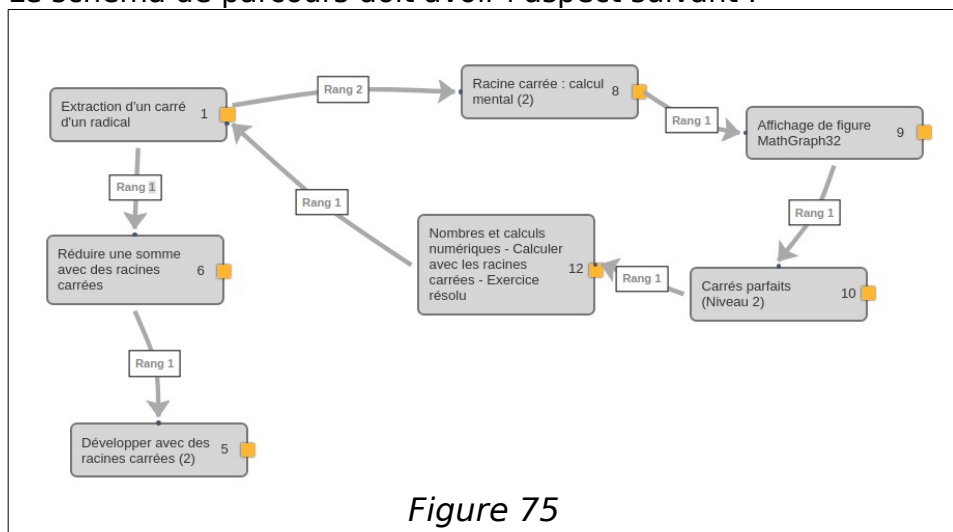 Le schéma de parcours doit avoir l'aspect suivant :
Extraction d'un carré
d'un radical
1
Rang 2
Racine carrée : calcul
mental (2)
8
Rang 1
Affichage de figure
MathGraph32
9
Rang 1
Réduire une somme
avec des racines
carrées
6
Rang 1
Nombres et calculs
numériques - Calculer
avec les racines
carrées - Exercice
résolu
12
Rang 1
Rang 1
Carrés parfaits
(Niveau 2)
10
Rang 1
Développer avec des
racines carrées (2)
5
Figure 75